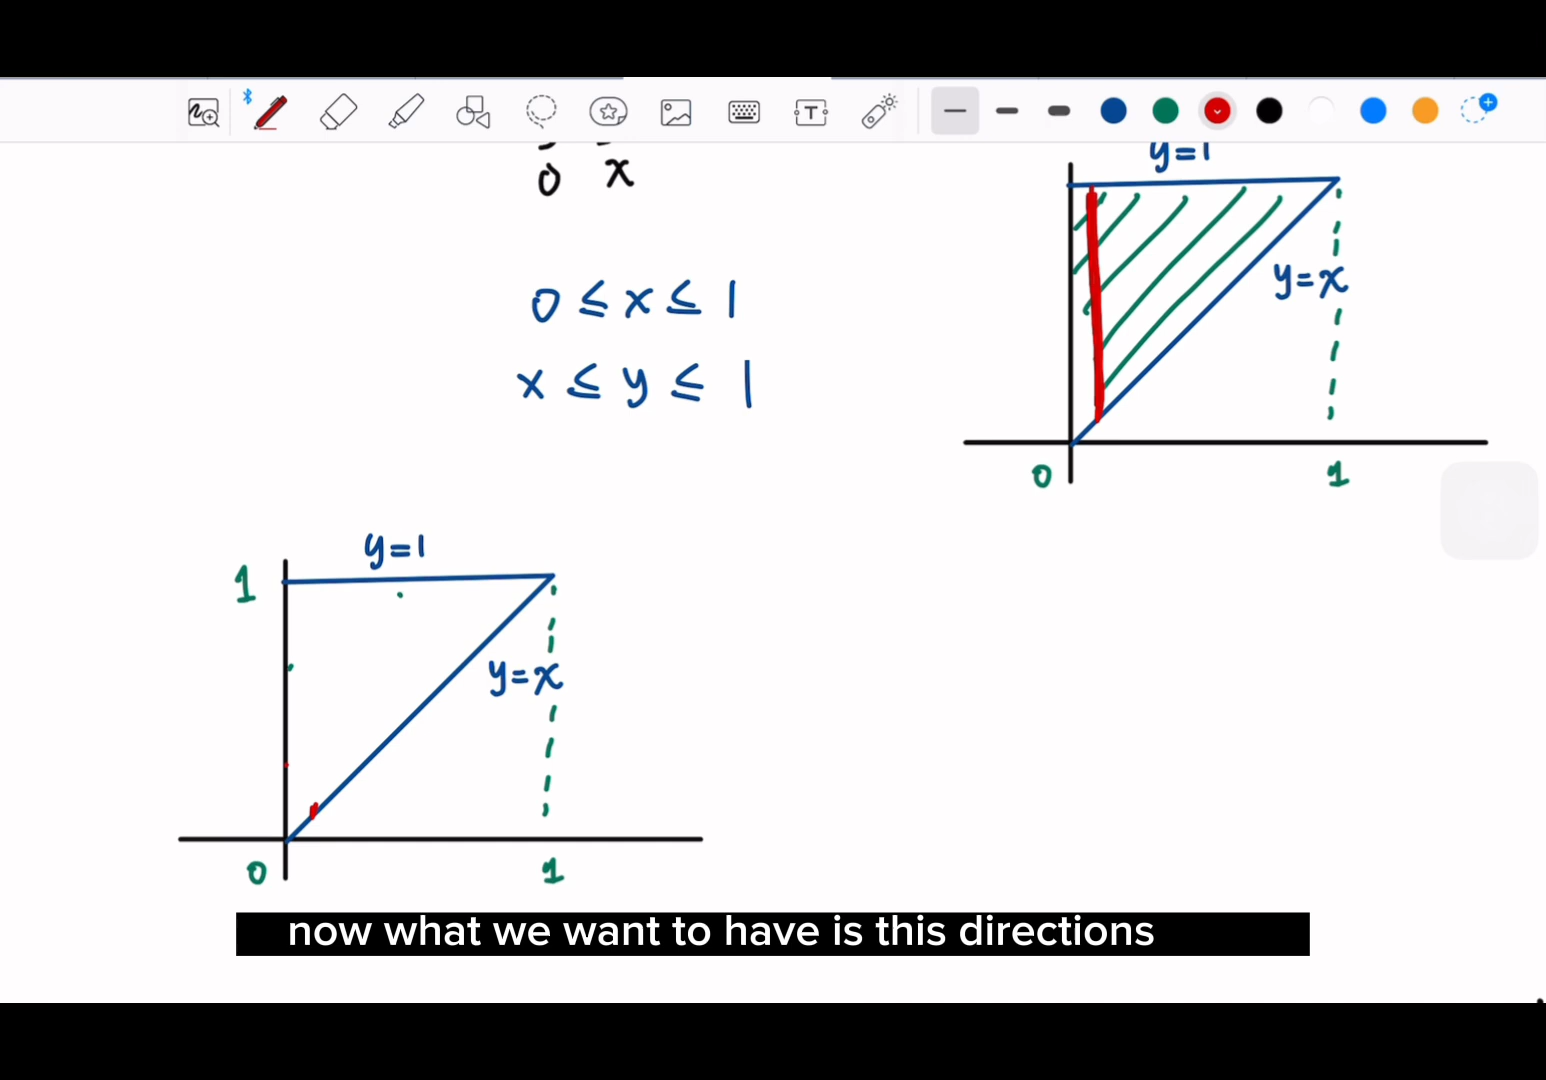 0 x
0 ≤ x ≤ 1
x ≤ y ≤ 1
y=1
y=x
0 1
y=1
1
y=x
0 1
now what we want to have is this directions
T